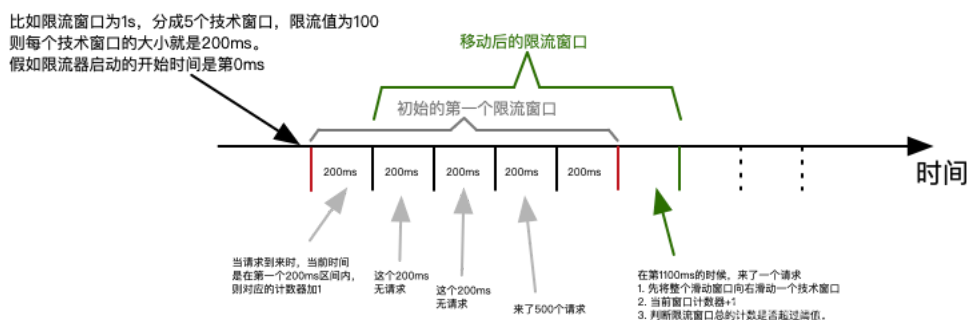 比如限流窗口为1s，分成5个技术窗口，限流值为100
则每个技术窗口的大小就是200ms。
假如限流器启动的开始时间是第0ms
移动后的限流窗口
初始的第一个限流窗口
200ms
200ms
200ms
200ms
200ms
时间
当请求到来时，当前时间
是在第一个200ms区间内，
则对应的计数器加1
这个200ms
无请求
这个200ms
无请求
来了500个请求
在第1100ms的时候，来了一个请求
1. 先将整个滑动窗口向右滑动一个技术窗口
2. 当前窗口计数器+1
3. 判断限流窗口总的计数是否超过阈值。